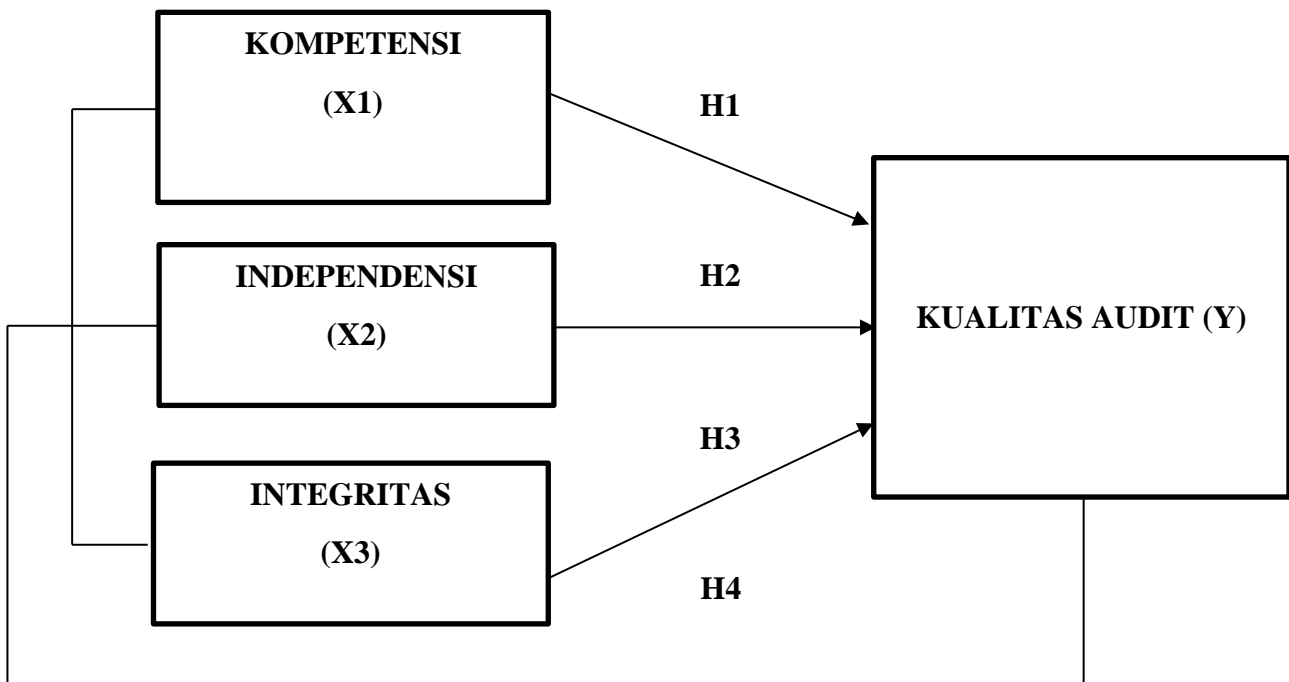 KOMPETENSI
(X1)
H1
INDEPENDENSI
(X2)
H2
KUALITAS AUDIT (Y)
H3
INTEGRITAS
(X3)
H4